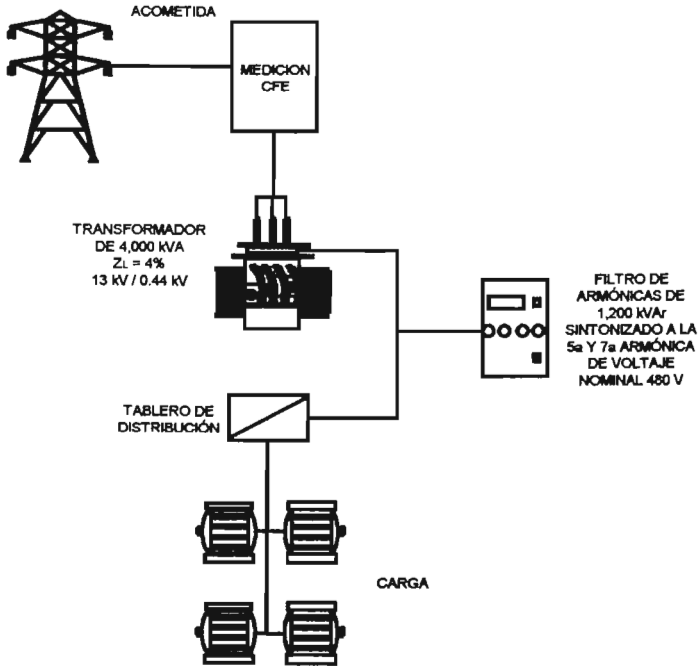 ACOMETIDA
MEDICION
CFE
TRANSFORMADOR
DE 4,000 kVA
ZL = 4%
13 kV / 0.44 kV
FILTRO DE
ARMÓNICAS DE
1,200 kVAr
SINTONIZADO A LA
5a Y 7a ARMÓNICA
DE VOLTAJE
NOMINAL 480 V
TABLERO DE
DISTRIBUCIÓN
CARGA